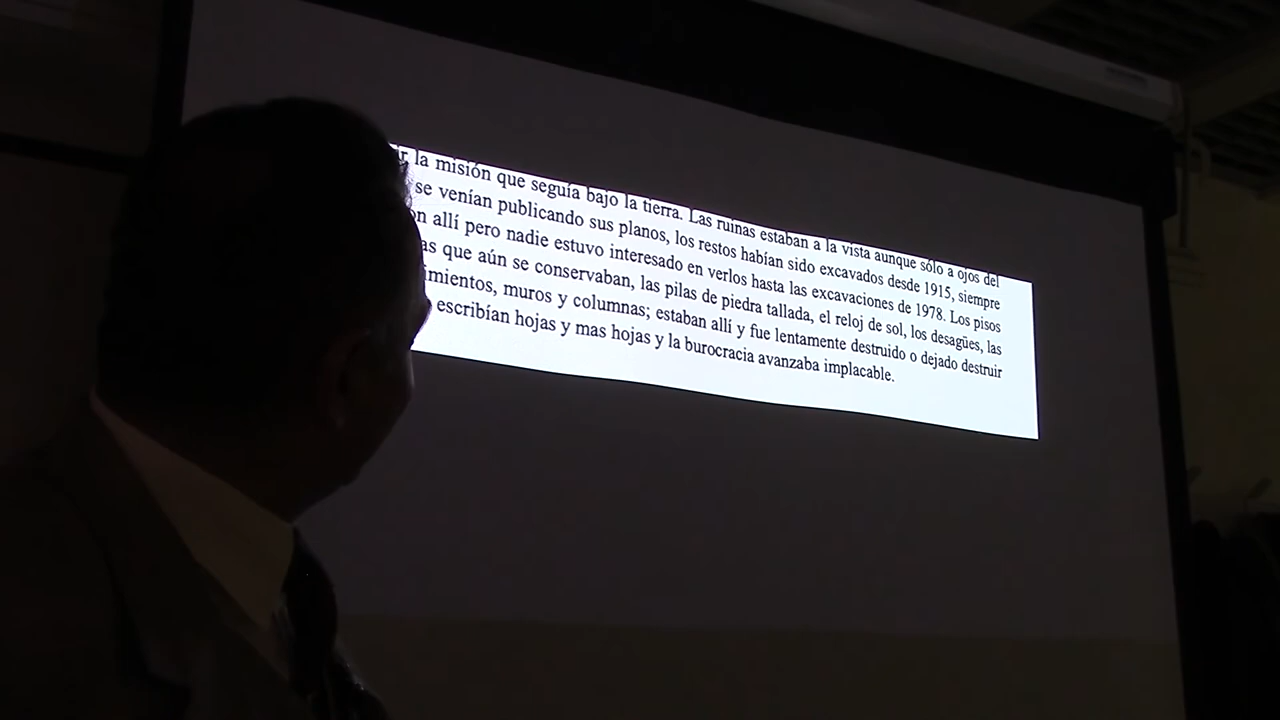 la misión que seguía bajo la tierra. Las ruinas estaban a la vista aunque sólo a ojos del
se venían publicando sus planos, los restos habían sido excavados desde 1915, siempre
allí pero nadie estuvo interesado en verlos hasta las excavaciones de 1978. Los pisos
que aún se conservaban, las pilas de piedra tallada, el reloj de sol, los desagües, las
muros y columnas; estaban allí y fue lentamente destruido o dejado destruir
escribían hojas y mas hojas y la burocracia avanzaba implacable.